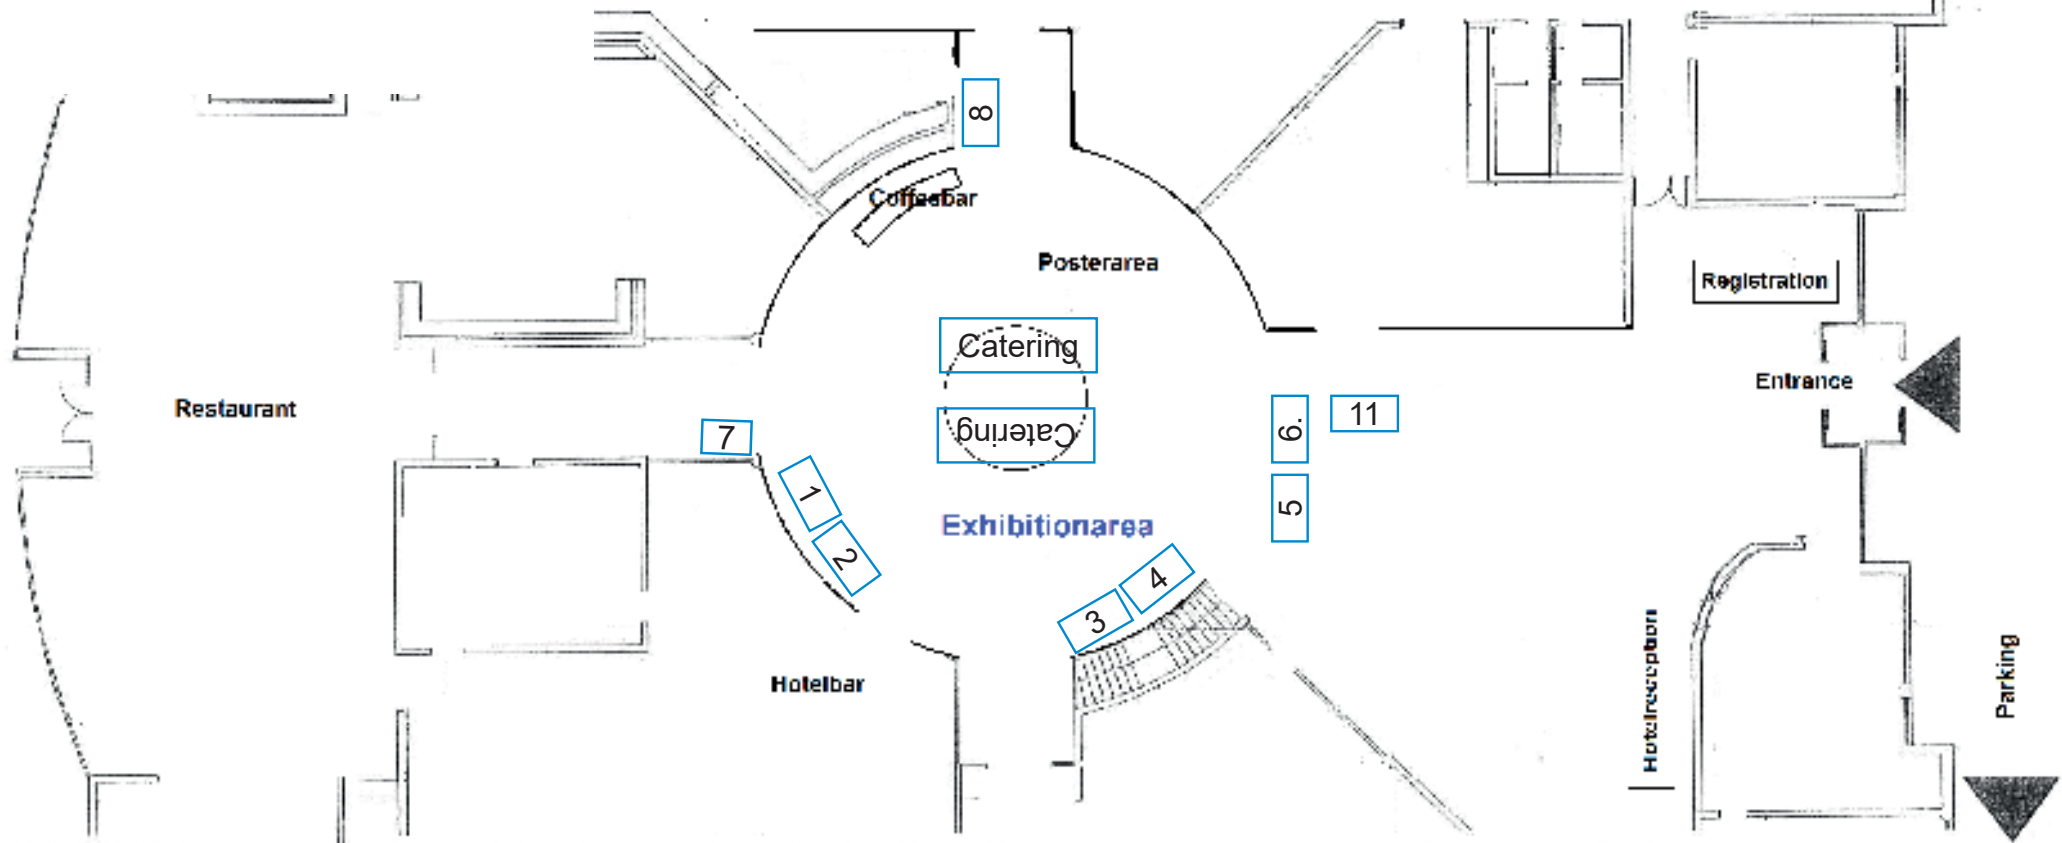 8
Coffeebar
Posterarea
Registration
Catering
Entrance
Restaurant
11
6.
7
Catering
1
5
Exhibitionarea
2
4
3
Hotelbar
Hotelreception
Parking